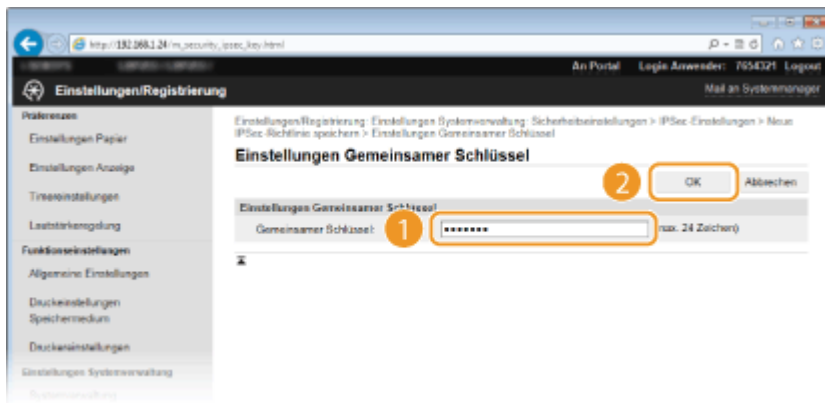 http://192.168.1.24/m_security_ipsec_key.html
An Portal Login Anwender: 7654321 Logout
Einstellungen/Registrierung
Mail an Systemmanager
Präferenzen
Einstellungen Papier
Einstellungen Anzeige
Timereinstellungen
Lautstärkeregelung
Funktionseinstellungen
Allgemeine Einstellungen
Druckeinstellungen
Speichermedium
Druckereinstellungen
Einstellungen Systemverwaltung
Systemverwaltung
Einstellungen/Registrierung: Einstellungen Systemverwaltung: Sicherheitseinstellungen > IPSec-Einstellungen > Neue
IPSec-Richtlinie speichern > Einstellungen Gemeinsamer Schlüssel
Einstellungen Gemeinsamer Schlüssel
2
OK Abbrechen
Einstellungen Gemeinsamer Schlüssel
Gemeinsamer Schlüssel: 1 ••••••• max. 24 Zeichen)